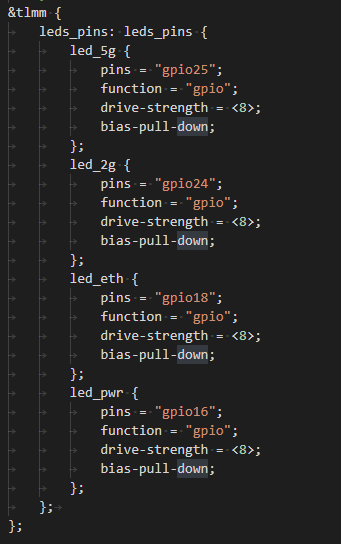 &tlmm {
leds_pins: leds_pins {
led_5g {
pins = "gpio25";
function = "gpio";
drive-strength = <8>;
bias-pull-down;
};
led_2g {
pins = "gpio24";
function = "gpio";
drive-strength = <8>;
bias-pull-down;
};
led_eth {
pins = "gpio18";
function = "gpio";
drive-strength = <8>;
bias-pull-down;
};
led_pwr {
pins = "gpio16";
function = "gpio";
drive-strength = <8>;
bias-pull-down;
};
};
};